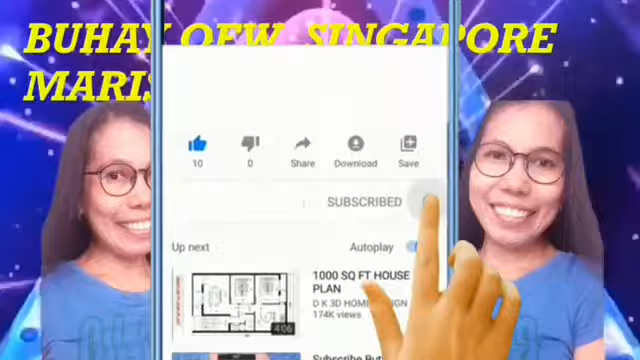 BUHAY OFW SINGAPORE
MARIS
10
0
Share
Download
Save
SUBSCRIBED
Up next
Autoplay
1000 SQ FT HOUSE
PLAN
174K views
4:06